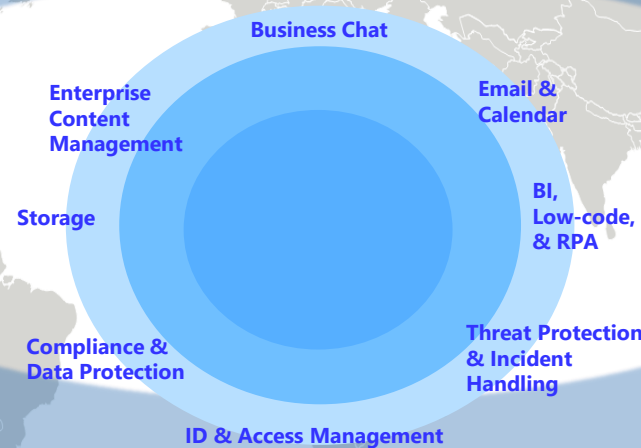 Business Chat
Enterprise
Content
Management
Email &
Calendar
Storage
BI,
Low-code,
& RPA
Compliance &
Data Protection
Threat Protection
& Incident
Handling
ID & Access Management